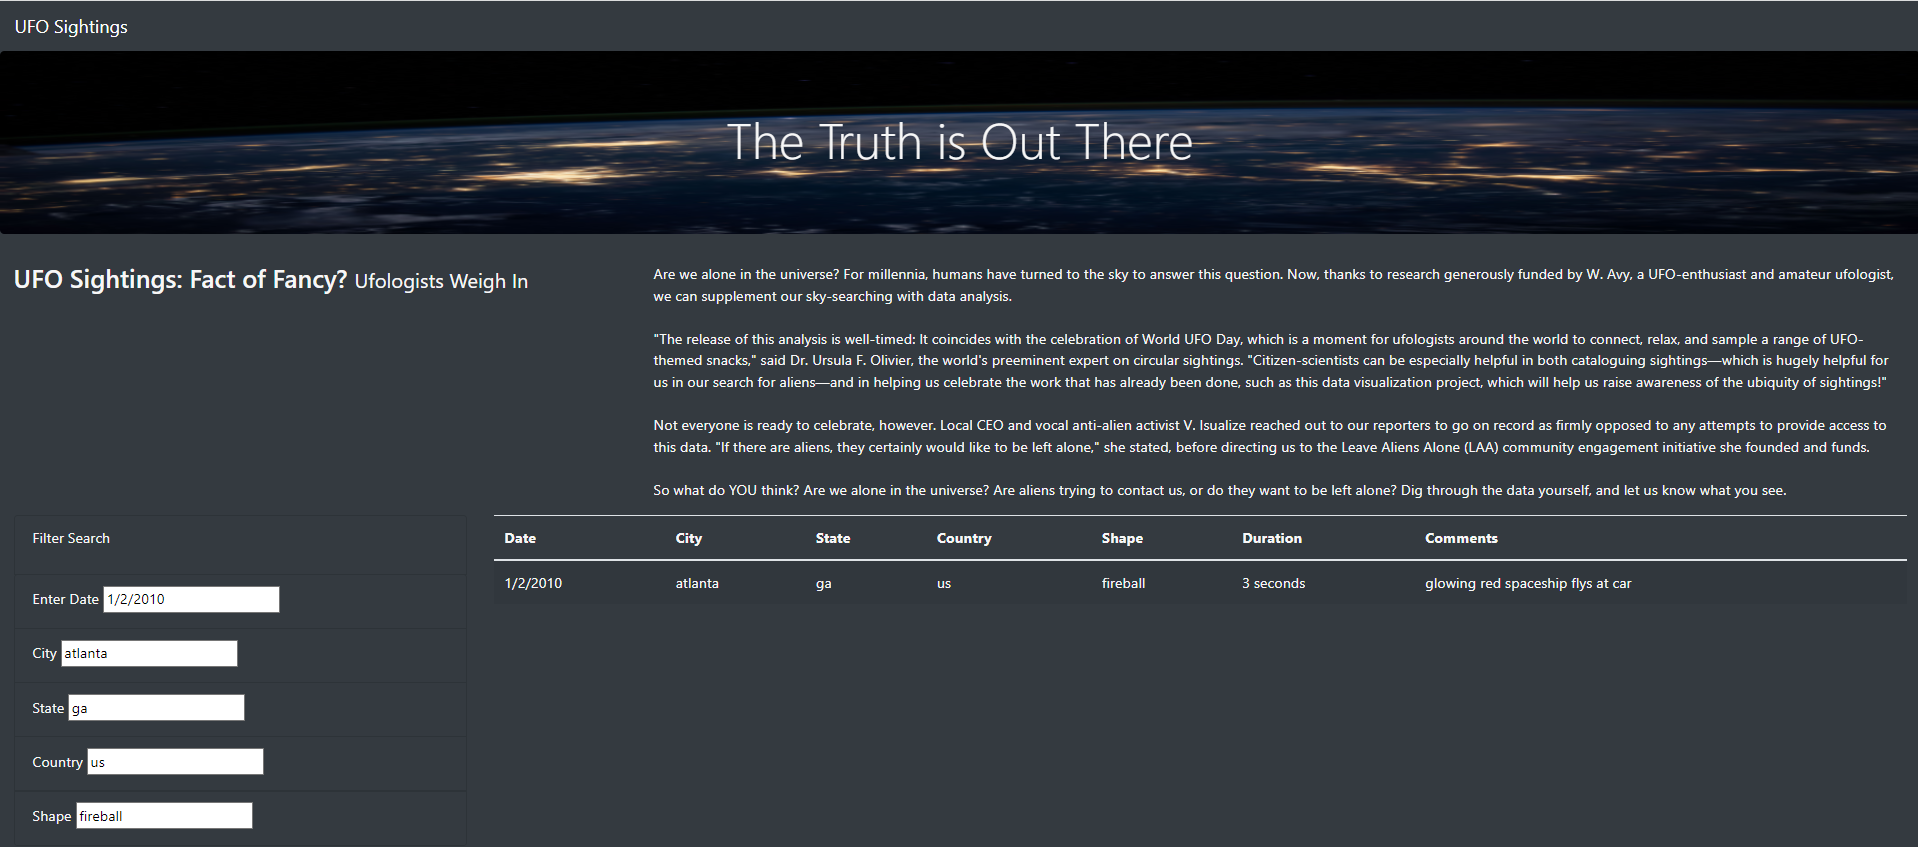 UFO Sightings
The Truth is Out There
UFO Sightings: Fact of Fancy? Ufologists Weigh In
Are we alone in the universe? For millennia, humans have turned to the sky to answer this question. Now, thanks to research generously funded by W. Avy, a UFO-enthusiast and amateur ufologist,
we can supplement our sky-searching with data analysis.
"The release of this analysis is well-timed: It coincides with the celebration of World UFO Day, which is a moment for ufologists around the world to connect, relax, and sample a range of UFO-
themed snacks," said Dr. Ursula F. Olivier, the world's preeminent expert on circular sightings. "Citizen-scientists can be especially helpful in both cataloguing sightings—which is hugely helpful for
us in our search for aliens—and in helping us celebrate the work that has already been done, such as this data visualization project, which will help us raise awareness of the ubiquity of sightings!"
Not everyone is ready to celebrate, however. Local CEO and vocal anti-alien activist V. Isualize reached out to our reporters to go on record as firmly opposed to any attempts to provide access to
this data. "If there are aliens, they certainly would like to be left alone," she stated, before directing us to the Leave Aliens Alone (LAA) community engagement initiative she founded and funds.
So what do YOU think? Are we alone in the universe? Are aliens trying to contact us, or do they want to be left alone? Dig through the data yourself, and let us know what you see.
Filter Search
Enter Date 1/2/2010
City atlanta
State ga
Country us
Shape fireball
Date City State Country Shape Duration Comments
1/2/2010 atlanta ga us fireball 3 seconds glowing red spaceship flys at car